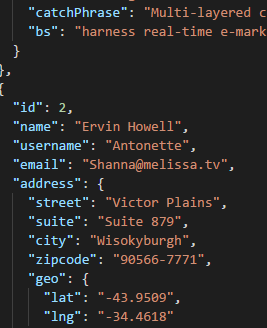 "catchPhrase": "Multi-layered c
"bs": "harness real-time e-mark
}
},
{
"id": 2,
"name": "Ervin Howell",
"username": "Antonette",
"email": "Shanna@melissa.tv",
"address": {
"street": "Victor Plains",
"suite": "Suite 879",
"city": "Wisokyburgh",
"zipcode": "90566-7771",
"geo": {
"lat": "-43.9509",
"lng": "-34.4618"